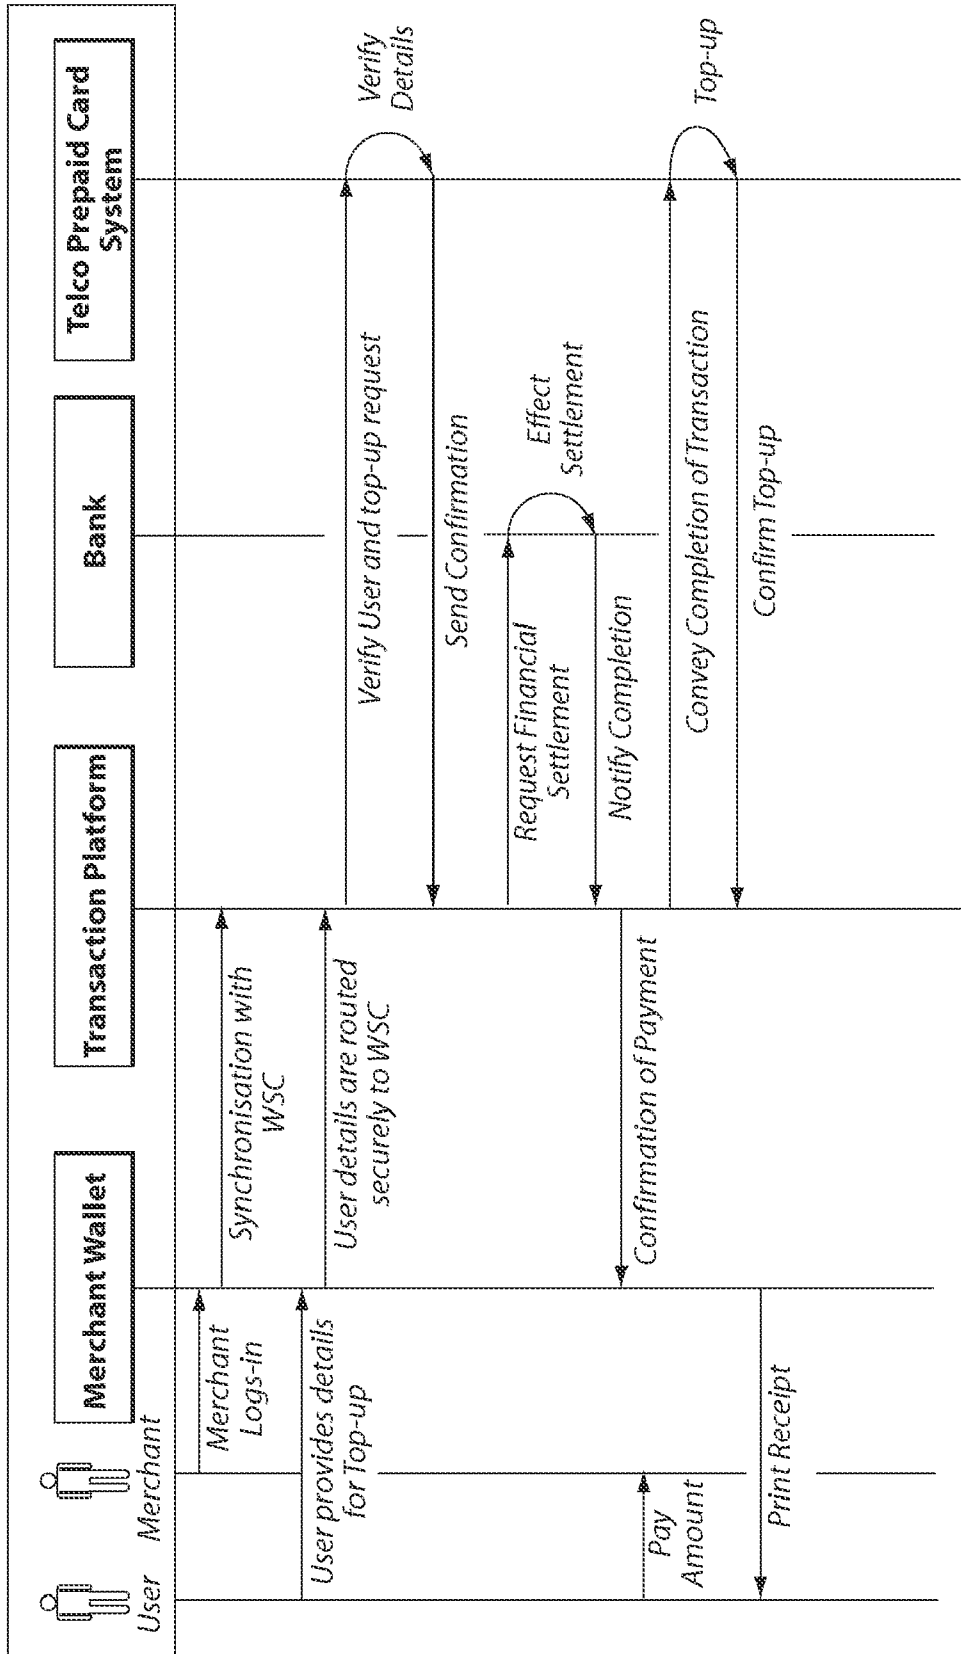 User
Merchant
Merchant Wallet
Transaction Platform
Bank
Telco Prepaid Card
System
Merchant
Logs-in
Synchronisation with
WSC
User provides details
for Top-up
User details are routed
securely to WSC
Verify User and top-up request
Verify
Details
Send Confirmation
Request Financial
Settlement
Effect
Settlement
Notify Completion
Confirmation of Payment
Pay
Amount
Convey Completion of Transaction
Top-up
Confirm Top-up
Print Receipt